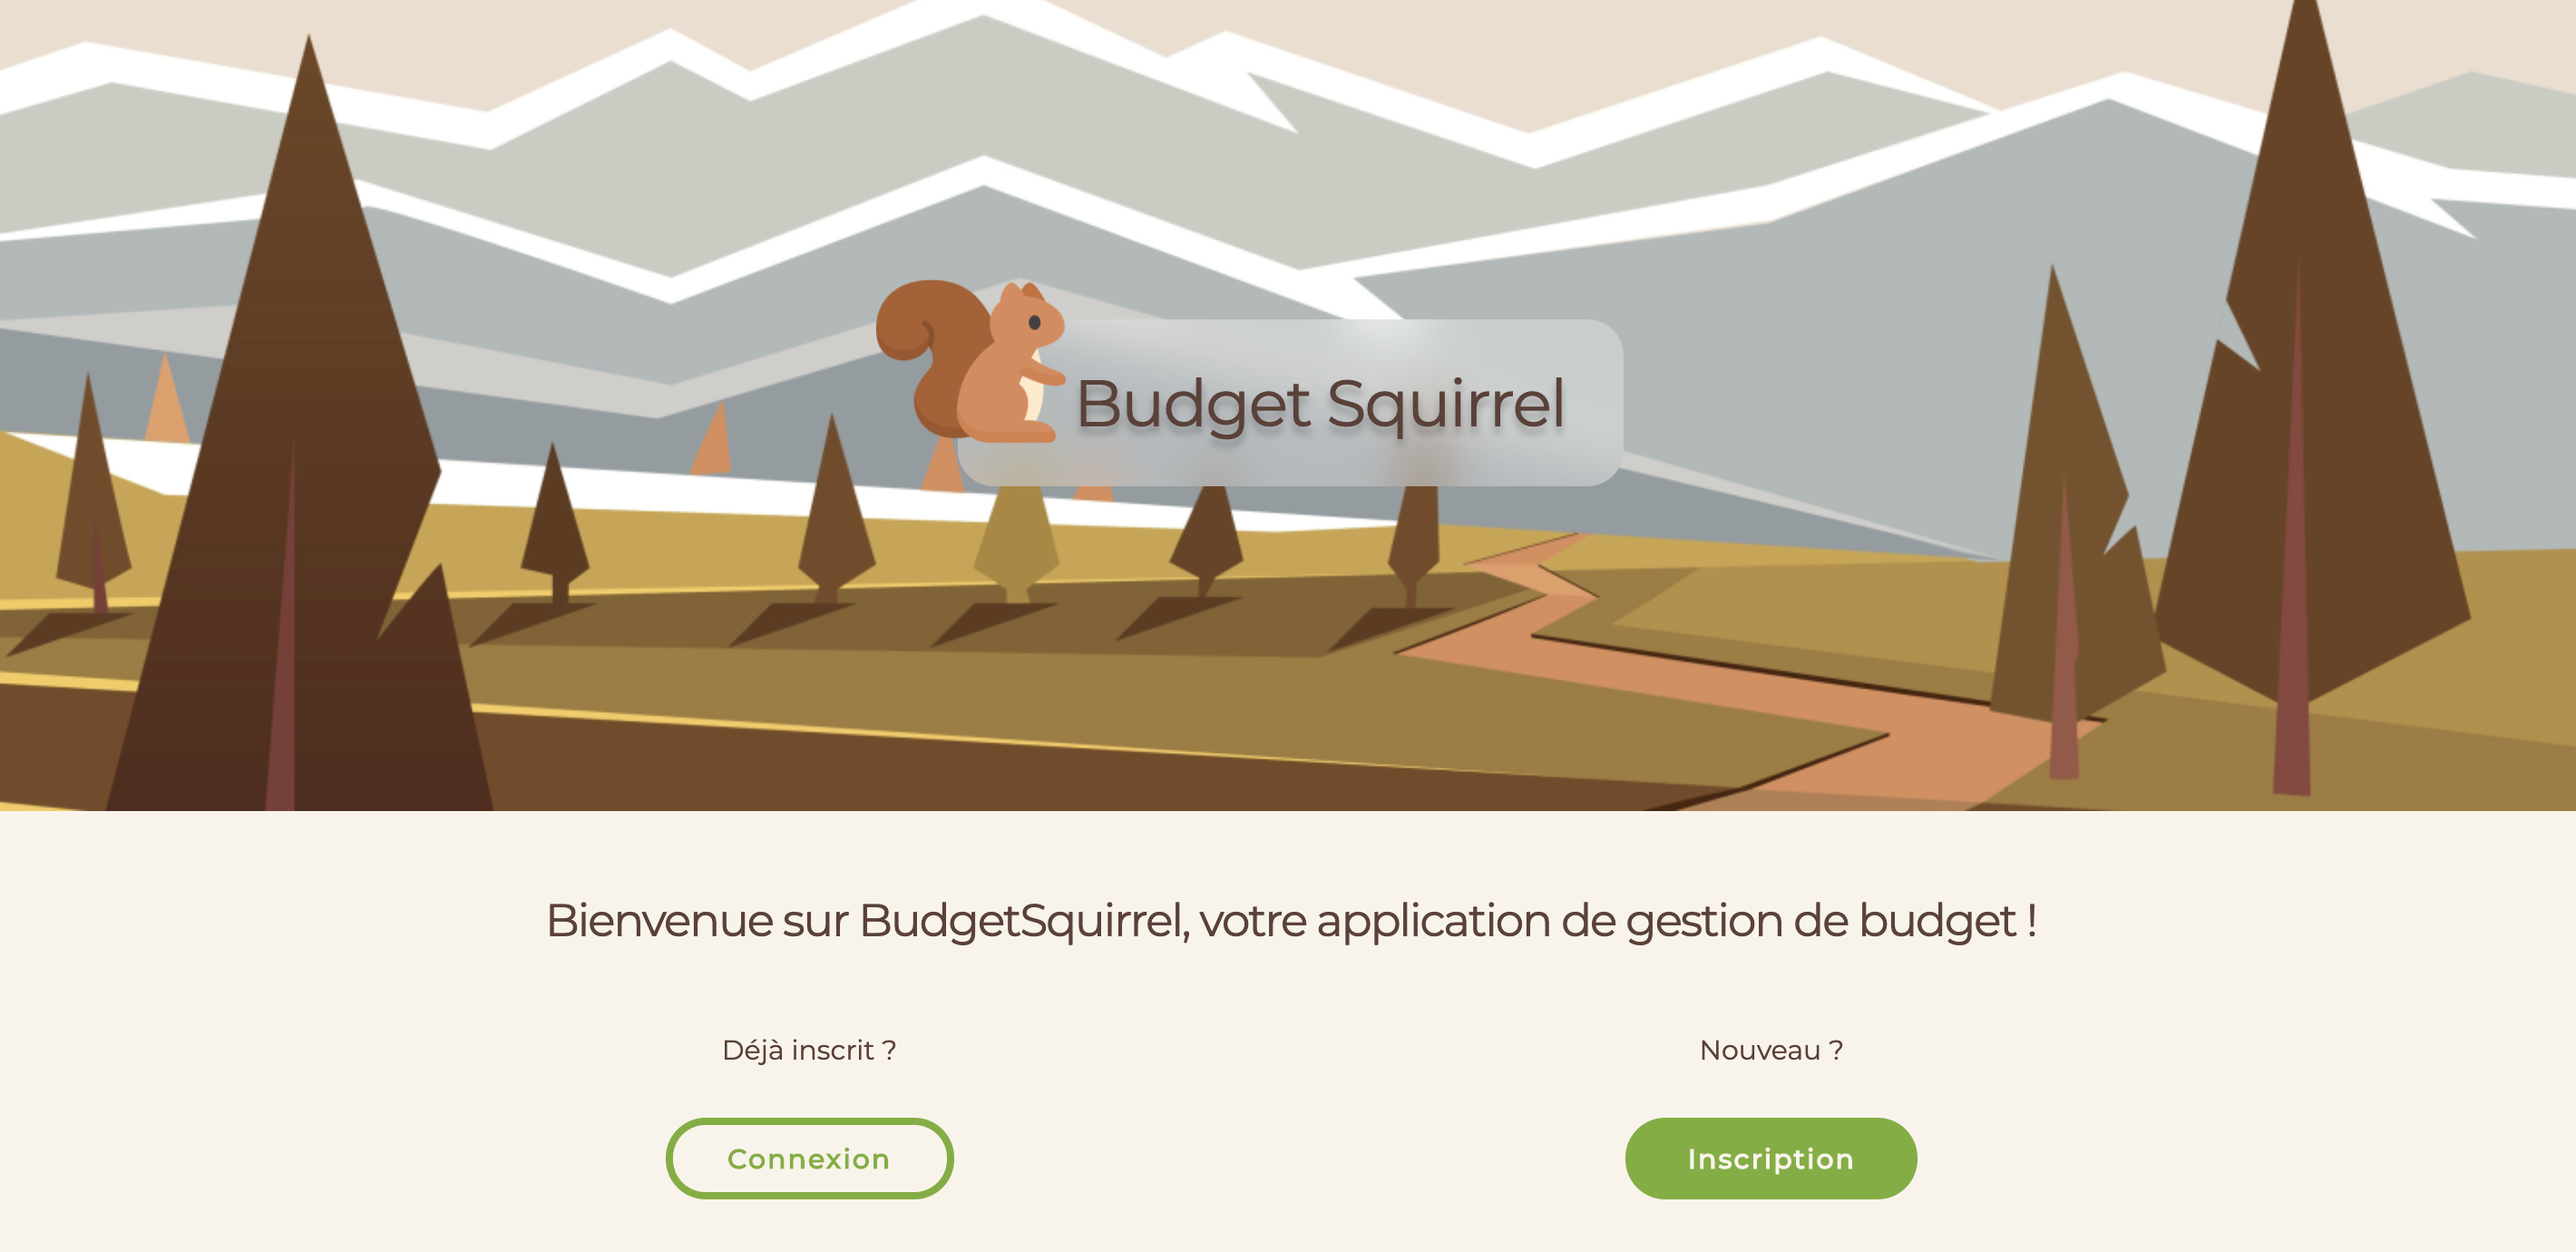 Budget Squirrel
Bienvenue sur BudgetSquirrel, votre application de gestion de budget !
Déjà inscrit ?
Nouveau ?
Connexion
Inscription